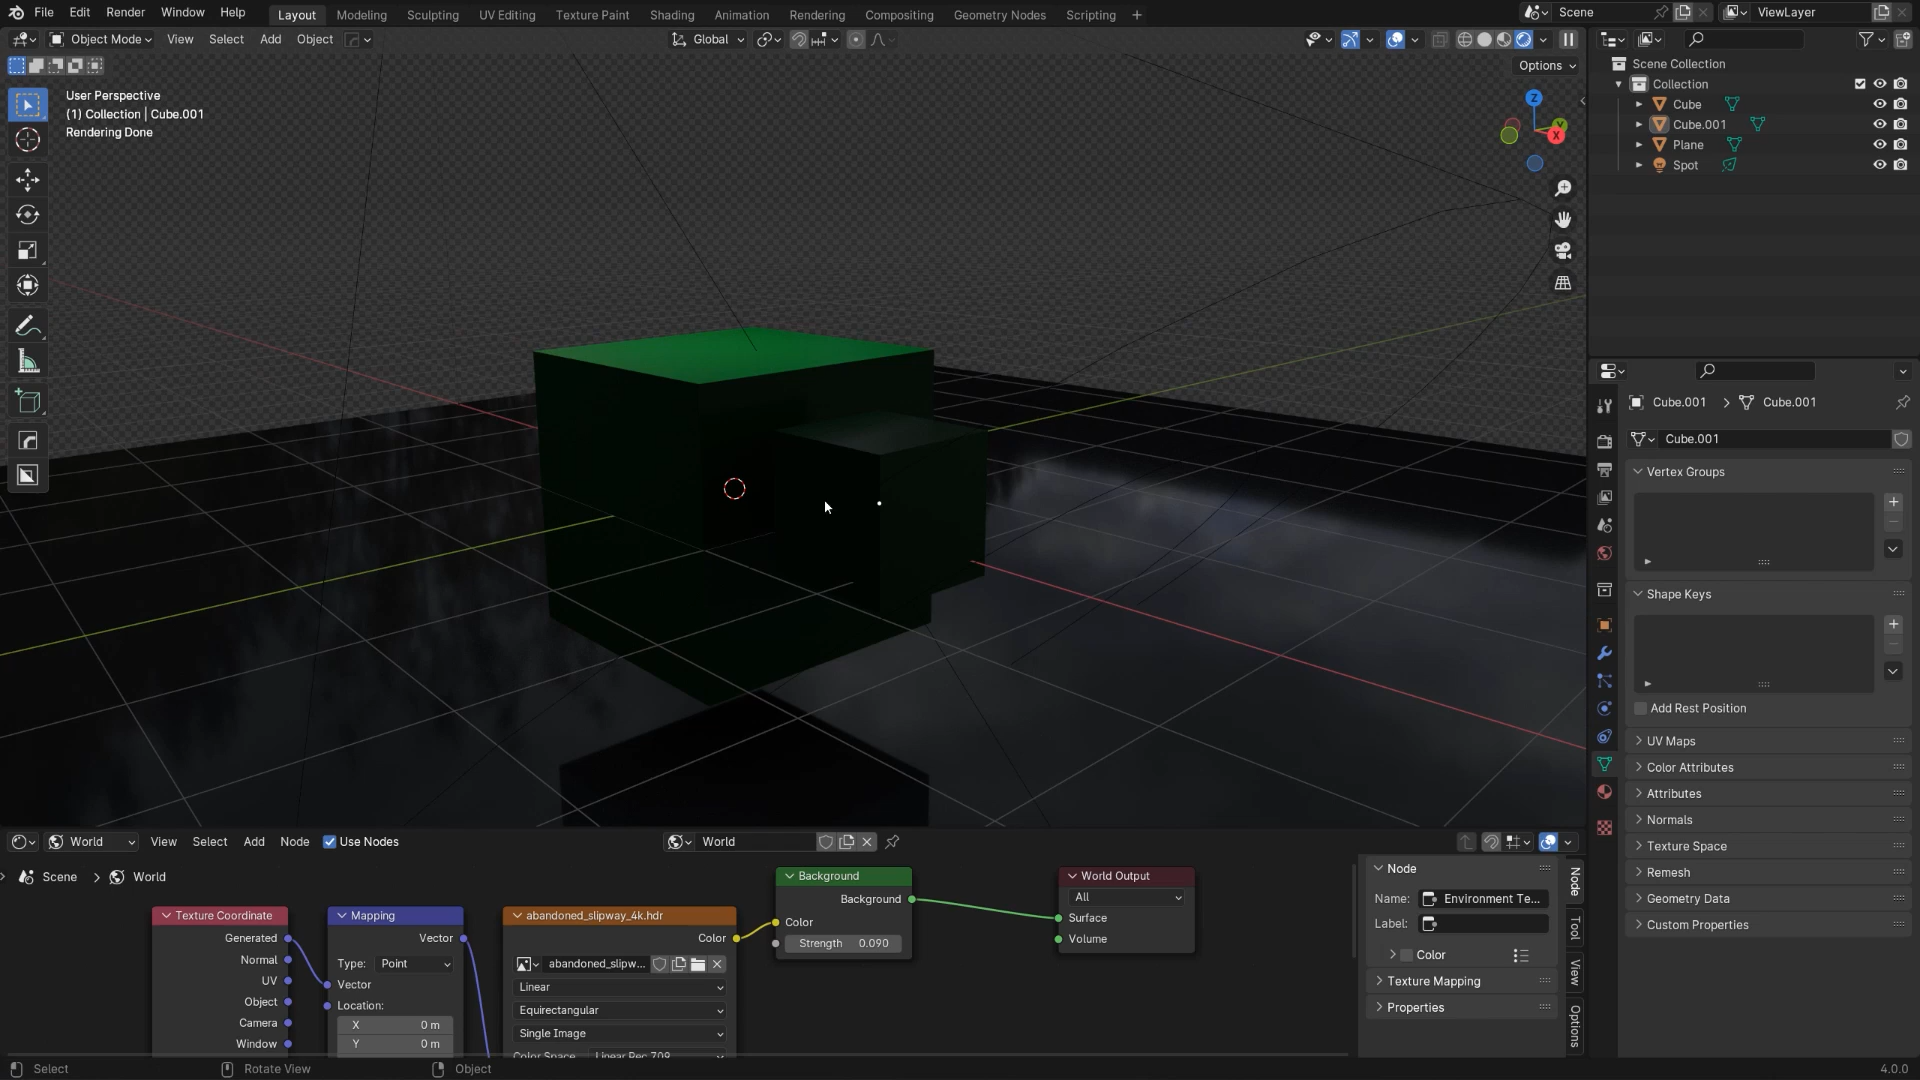 File Edit Render Window Help Layout Modeling Sculpting UV Editing Texture Paint Shading Animation Rendering Compositing Geometry Nodes Scripting + Scene ViewLayer
Object Mode View Select Add Object Global
Options
User Perspective
(1) Collection | Cube.001
Rendering Done
Z
Y
X
Scene Collection
Collection
Cube
Cube.001
Plane
Spot
Cube.001 > Cube.001
Cube.001
Vertex Groups
Shape Keys
Add Rest Position
UV Maps
Color Attributes
Attributes
Normals
Texture Space
Remesh
Geometry Data
Custom Properties
World View Select Add Node Use Nodes World
Scene > World
Texture Coordinate
Generated
Normal
UV
Object
Camera
Window
Mapping
Vector
Type: Point
Vector
Location:
X 0 m
Y 0 m
abandoned_slipway_4k.hdr
Color
abandoned_slipw...
Linear
Equirectangular
Single Image
Color Space Linear Rec.709
Background
Background
Color
Strength 0.090
World Output
All
Surface
Volume
Node
Name: Environment Te...
Label:
Color
Texture Mapping
Properties
Node
Tool
View
Options
Select Rotate View Object 4.0.0